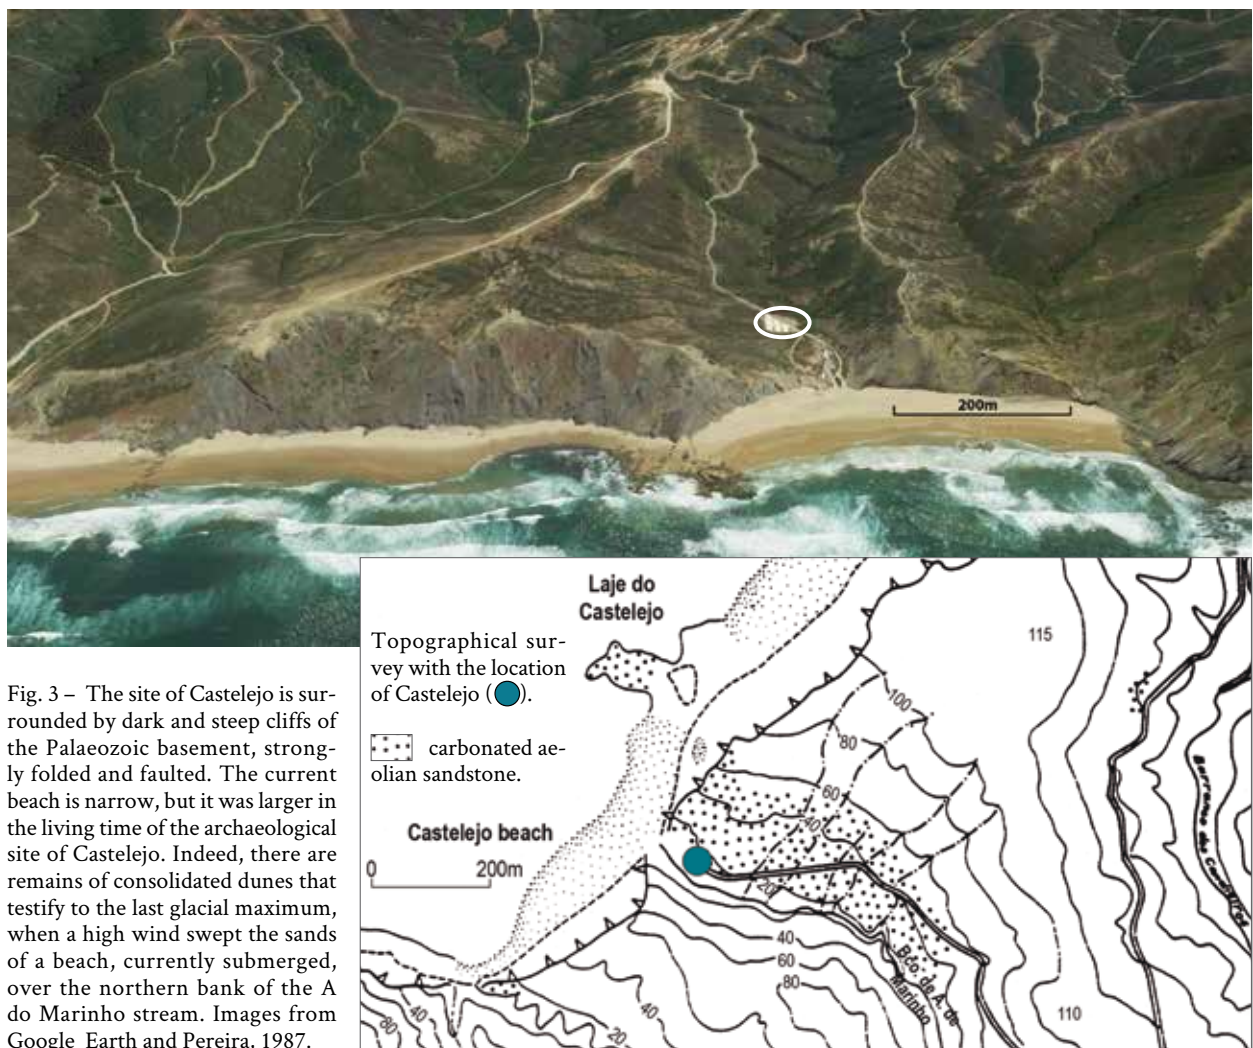 200m
Laje do
Castelejo
Topographical sur-
vey with the location
of Castelejo ( ).
carbonated ae-
olian sandstone.
Castelejo beach
0 200m
115
100
80
60
40
20
40
60
80
40
20
80
40
110
Bço. de A. de
Marinho
Fig. 3 – The site of Castelejo is sur-
rounded by dark and steep cliffs of
the Palaeozoic basement, strong-
ly folded and faulted. The current
beach is narrow, but it was larger in
the living time of the archaeological
site of Castelejo. Indeed, there are
remains of consolidated dunes that
testify to the last glacial maximum,
when a high wind swept the sands
of a beach, currently submerged,
over the northern bank of the A
do Marinho stream. Images from
Google Earth and Pereira, 1987.